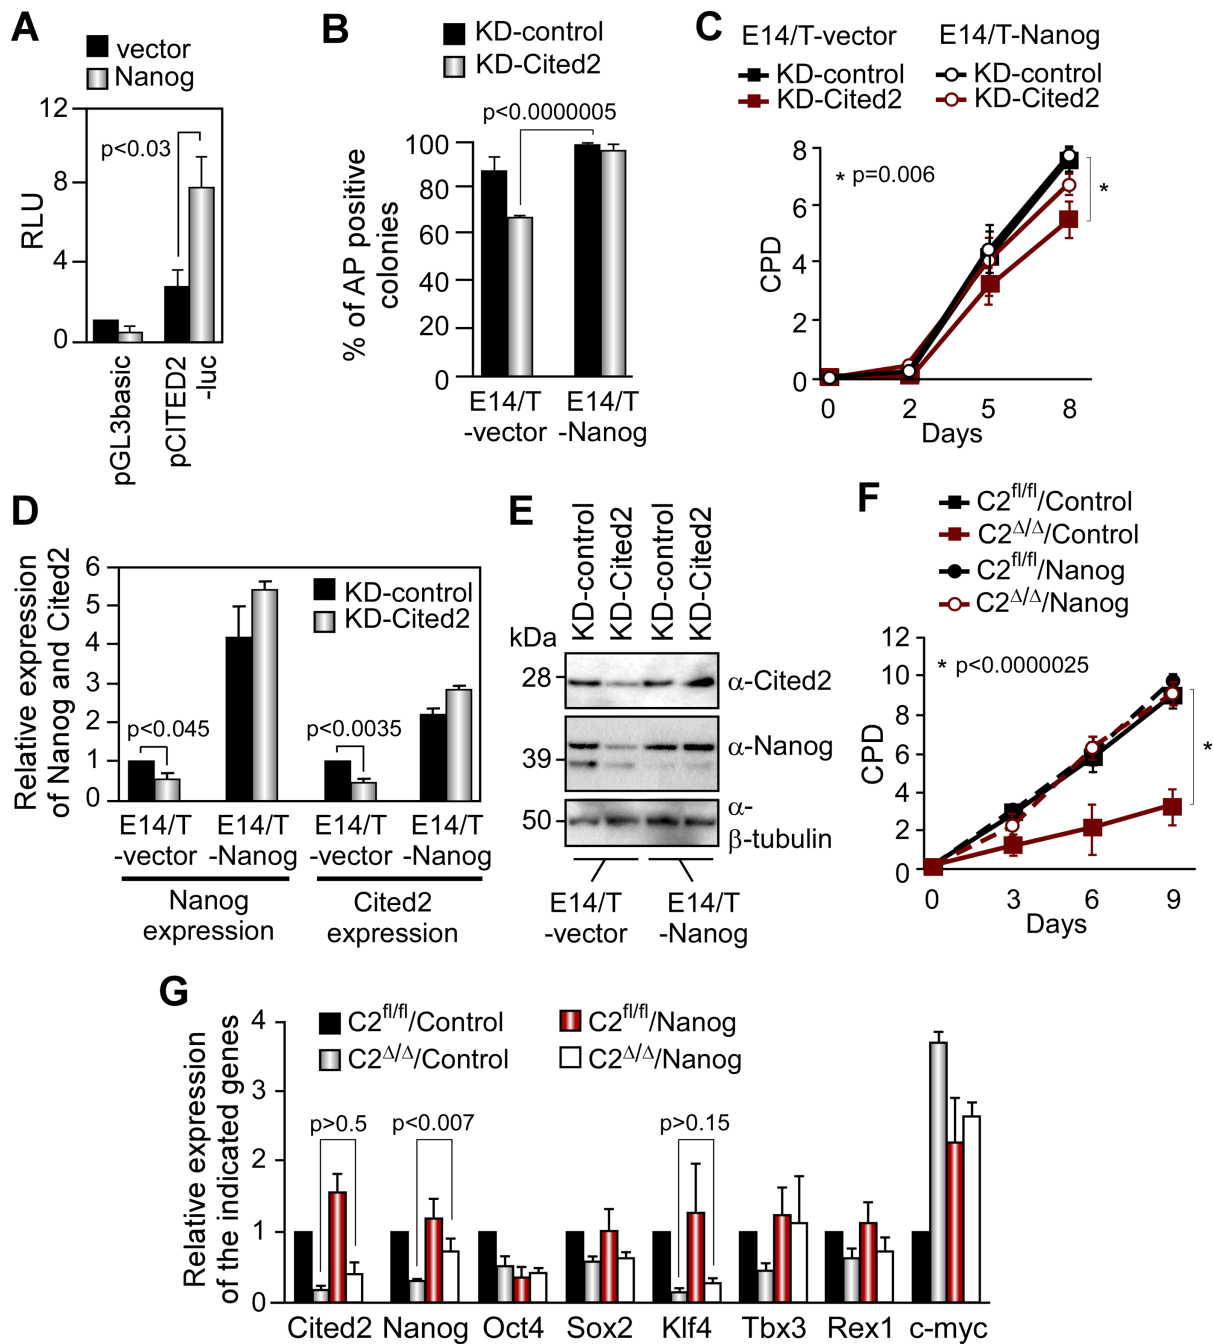 A
vector
Nanog
12
8
4
0
RLU
p<0.03
pGL3basic
pCITED2
-luc
B
KD-control
KD-Cited2
p<0.0000005
100
80
60
40
20
0
% of AP positive
colonies
E14/T
-vector
E14/T
-Nanog
C
E14/T-vector
E14/T-Nanog
KD-control
KD-Cited2
KD-control
KD-Cited2
* p=0.006
*
8
6
4
2
0
CPD
0 2 5 8
Days
D
Relative expression
of Nanog and Cited2
6
5
4
3
2
1
0
KD-control
KD-Cited2
p<0.045
p<0.0035
E14/T
-vector
E14/T
-Nanog
E14/T
-vector
E14/T
-Nanog
Nanog
expression
Cited2
expression
E
KD-control
KD-Cited2
KD-control
KD-Cited2
kDa
28
39
50
α-Cited2
α-Nanog
α-
β-tubulin
E14/T
-vector
E14/T
-Nanog
F
C2fl/fl/Control
C2Δ/Δ/Control
C2fl/fl/Nanog
C2Δ/Δ/Nanog
* p<0.0000025
*
12
10
8
6
4
2
0
CPD
0 3 6 9
Days
G
Relative expression
of the indicated genes
4
3
2
1
0
C2fl/fl/Control
C2Δ/Δ/Control
C2fl/fl/Nanog
C2Δ/Δ/Nanog
p>0.5
p<0.007
p>0.15
Cited2 Nanog Oct4 Sox2 Klf4 Tbx3 Rex1 c-myc